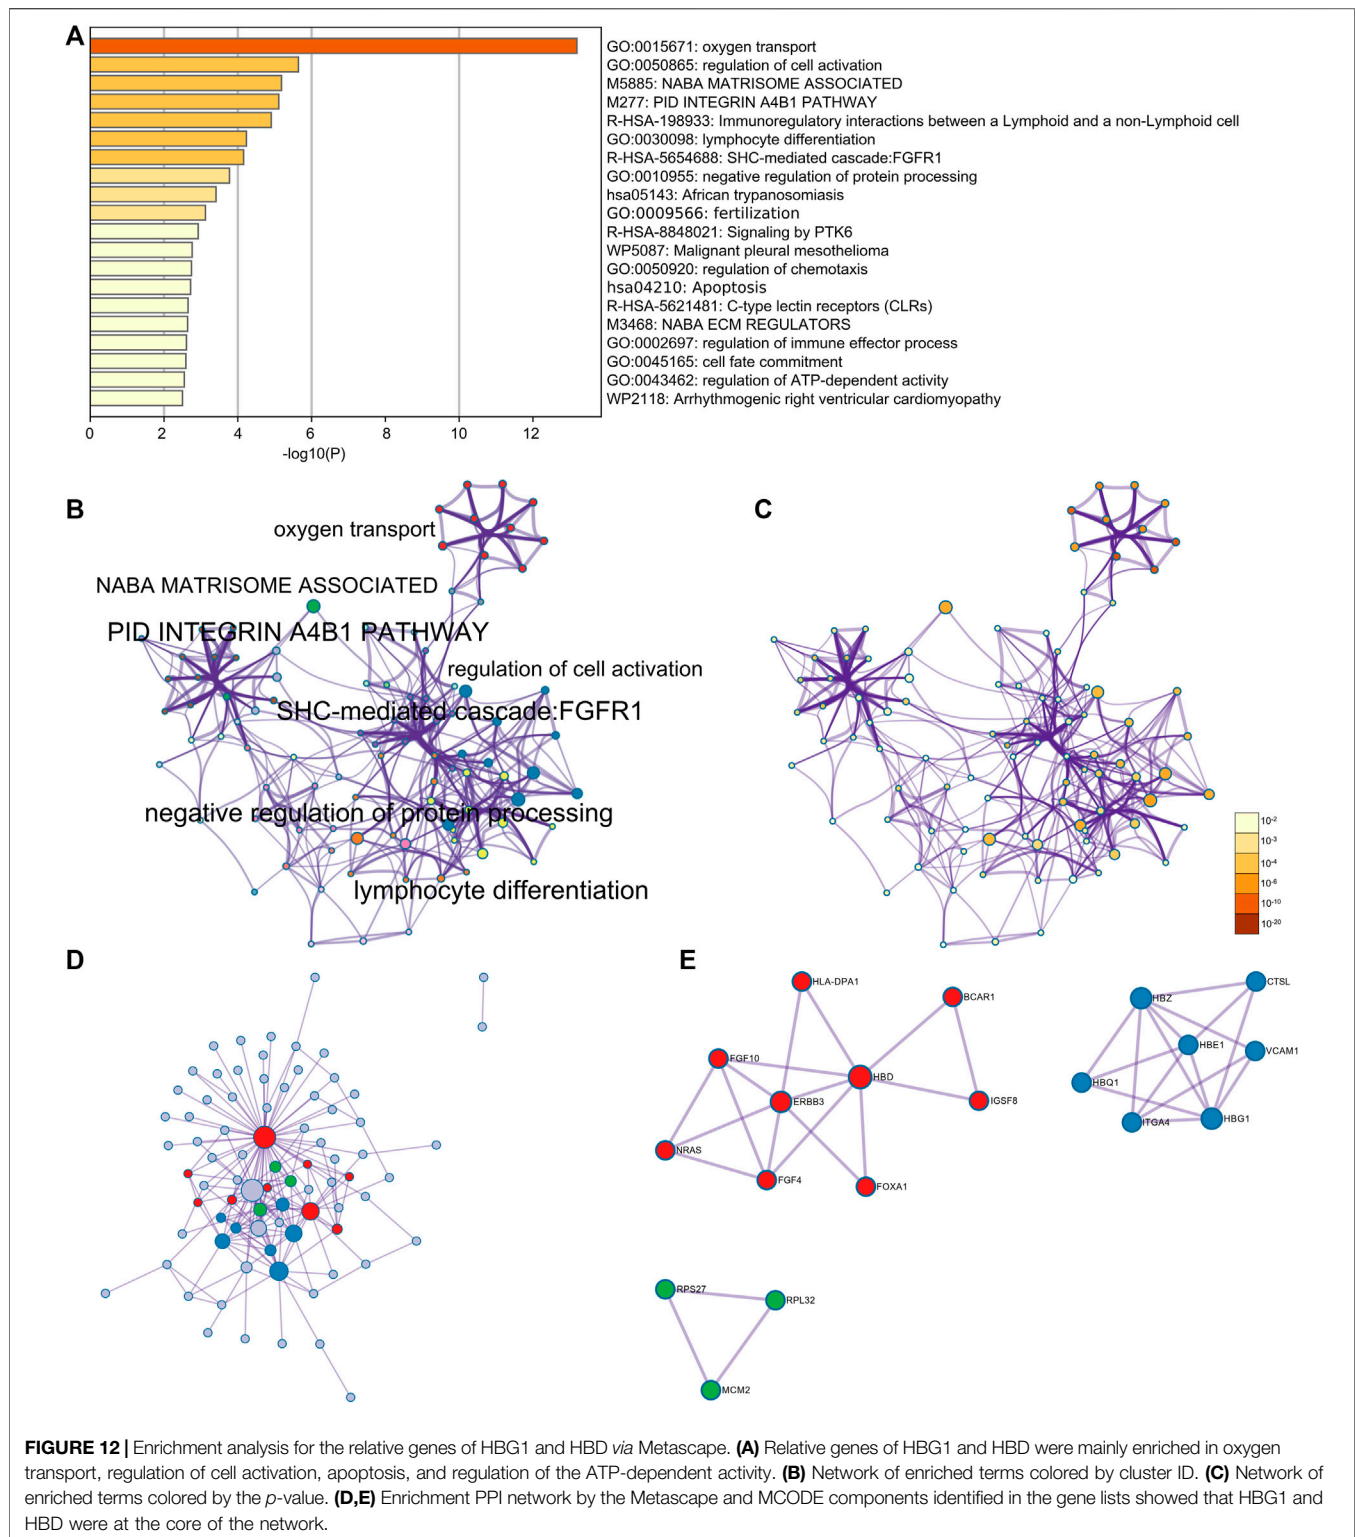 A
GO:0015671: oxygen transport
GO:0050865: regulation of cell activation
M5885: NABA MATRISOME ASSOCIATED
M277: PID INTEGRIN A4B1 PATHWAY
R-HSA-198933: Immunoregulatory interactions between a Lymphoid and a non-Lymphoid cell
GO:0030098: lymphocyte differentiation
R-HSA-5654688: SHC-mediated cascade:FGFR1
GO:0010955: negative regulation of protein processing
hsa05143: African trypanosomiasis
GO:0009566: fertilization
R-HSA-8848021: Signaling by PTK6
WP5087: Malignant pleural mesothelioma
GO:0050920: regulation of chemotaxis
hsa04210: Apoptosis
R-HSA-5621481: C-type lectin receptors (CLRs)
M3468: NABA ECM REGULATORS
GO:0002697: regulation of immune effector process
GO:0045165: cell fate commitment
GO:0043462: regulation of ATP-dependent activity
WP2118: Arrhythmogenic right ventricular cardiomyopathy
0 2 4 6 8 10 12
-log10(P)
B
oxygen transport
NABA MATRISOME ASSOCIATED
PID INTEGRIN A4B1 PATHWAY
regulation of cell activation
SHC-mediated cascade:FGFR1
negative regulation of protein processing
lymphocyte differentiation
C
10-2
10-3
10-4
10-6
10-10
10-20
D
E
HLA-DPA1
BCAR1
FGF10
HBD
ERBB3
IGSF8
NRAS
FGF4
FOXA1
CTSL
HBZ
HBE1
VCAM1
HBQ1
ITGA4
HBG1
RPS27
RPL32
MCM2
FIGURE 12 | Enrichment analysis for the relative genes of HBG1 and HBD via Metascape. (A) Relative genes of HBG1 and HBD were mainly enriched in oxygen
transport, regulation of cell activation, apoptosis, and regulation of the ATP-dependent activity. (B) Network of enriched terms colored by cluster ID. (C) Network of
enriched terms colored by the p-value. (D,E) Enrichment PPI network by the Metascape and MCODE components identified in the gene lists showed that HBG1 and
HBD were at the core of the network.